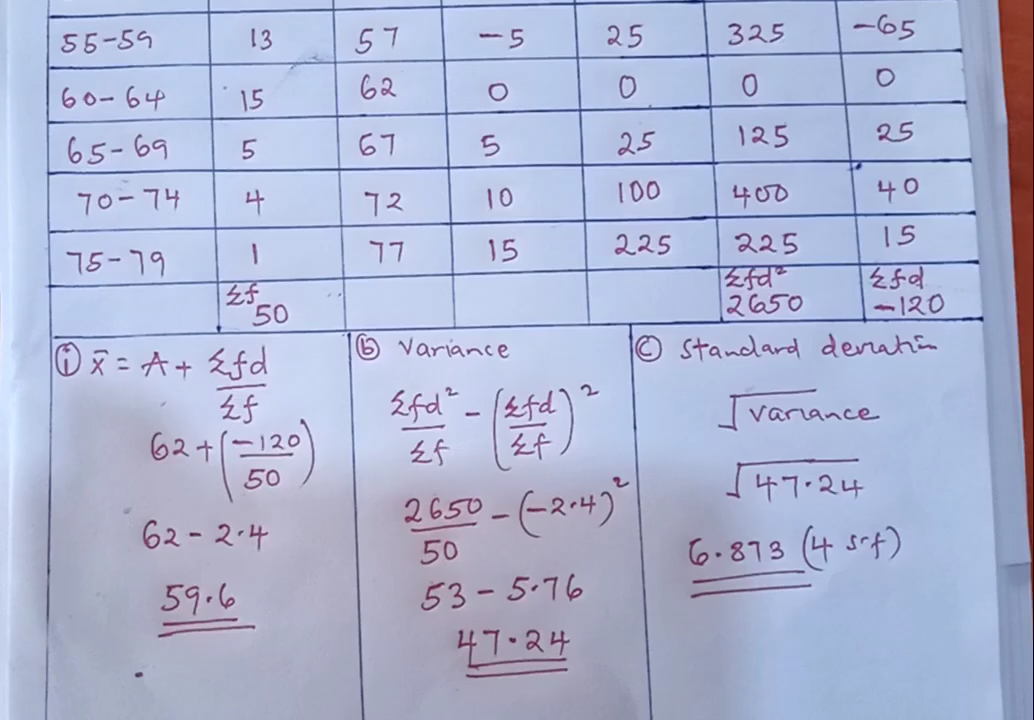 55-59 13 57 -5 25 325 -65
60-64 15 62 0 0 0 0
65-69 5 67 5 25 125 25
70-74 4 72 10 100 400 40
75-79 1 77 15 225 225 15
Σf 50 Σfd² 2650 Σfd -120
(i) x̄ = A + Σfd/Σf
62 + (-120/50)
62 - 2.4
59.6
(b) Variance
Σfd²/Σf - (Σfd/Σf)²
2650/50 - (-2.4)²
53 - 5.76
47.24
(c) Standard deviation
√Variance
√47.24
6.873 (4 s.f)